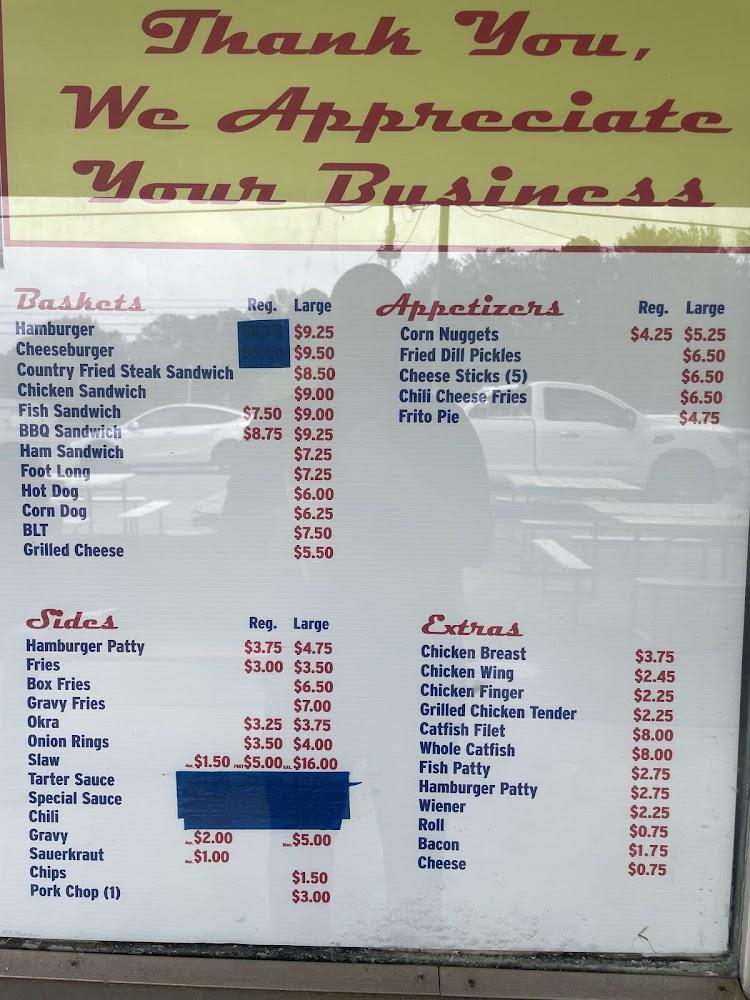 Thank You,
We Appreciate
Your Business
Baskets Reg. Large
Hamburger $9.25
Cheeseburger $9.50
Country Fried Steak Sandwich $8.50
Chicken Sandwich $9.00
Fish Sandwich $7.50 $9.00
BBQ Sandwich $8.75 $9.25
Ham Sandwich $7.25
Foot Long $7.25
Hot Dog $6.00
Corn Dog $6.25
BLT $7.50
Grilled Cheese $5.50
Appetizers Reg. Large
Corn Nuggets $4.25 $5.25
Fried Dill Pickles $6.50
Cheese Sticks (5) $6.50
Chili Cheese Fries $6.50
Frito Pie $4.75
Sides Reg. Large
Hamburger Patty $3.75 $4.75
Fries $3.00 $3.50
Box Fries $6.50
Gravy Fries $7.00
Okra $3.25 $3.75
Onion Rings $3.50 $4.00
Slaw $1.50 $5.00 $16.00
Tarter Sauce
Special Sauce
Chili
Gravy $2.00 $5.00
Sauerkraut $1.00
Chips $1.50
Pork Chop (1) $3.00
Extras
Chicken Breast $3.75
Chicken Wing $2.45
Chicken Finger $2.25
Grilled Chicken Tender $2.25
Catfish Filet $8.00
Whole Catfish $8.00
Fish Patty $2.75
Hamburger Patty $2.75
Wiener $2.25
Roll $0.75
Bacon $1.75
Cheese $0.75